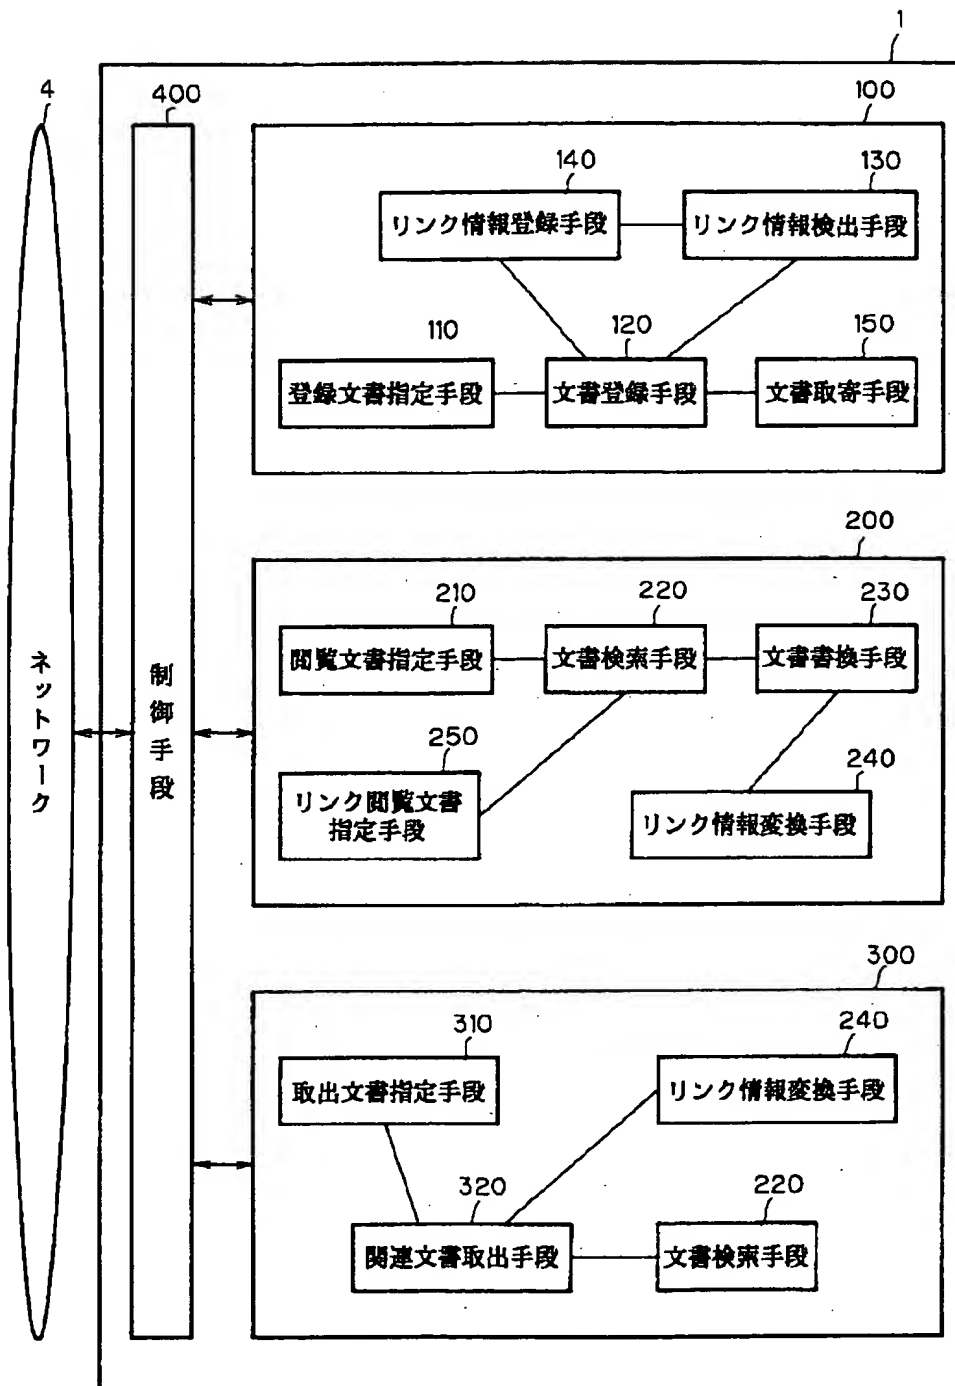 1
4
400
100
140
130
リンク情報登録手段
リンク情報検出手段
110
120
150
登録文書指定手段
文書登録手段
文書取寄手段
200
210
220
230
閲覧文書指定手段
文書検索手段
文書書換手段
250
240
リンク閲覧文書
指定手段
リンク情報変換手段
ネットワーク
制御手段
300
310
240
取出文書指定手段
リンク情報変換手段
320
220
関連文書取出手段
文書検索手段